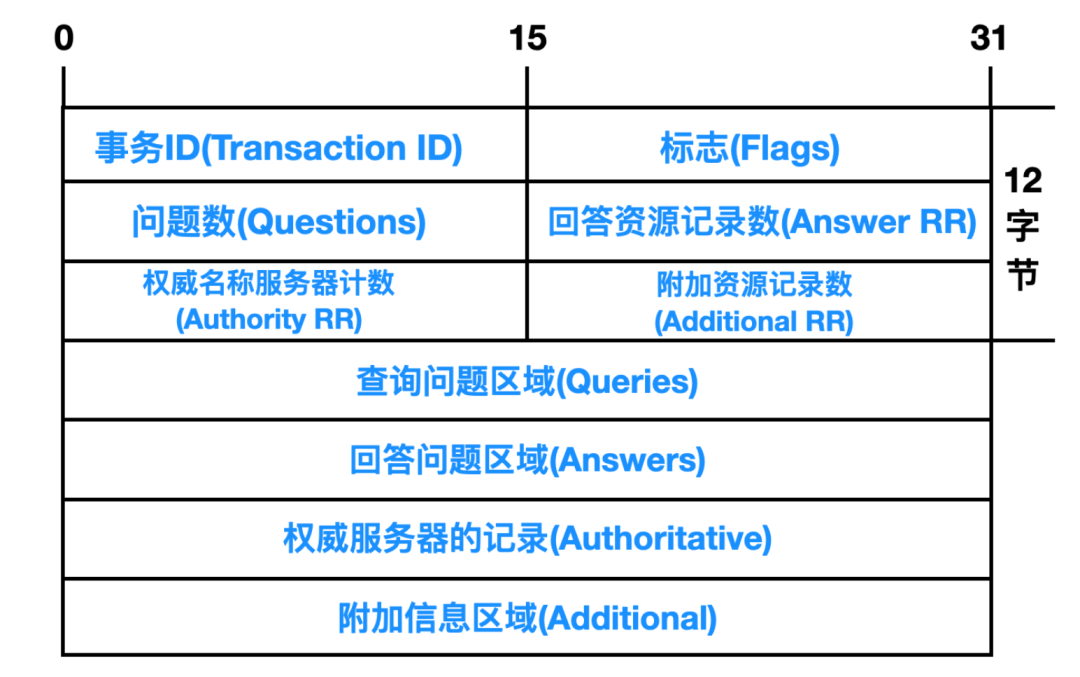 0 15 31
事务ID(Transaction ID) 标志(Flags)
问题数(Questions) 回答资源记录数(Answer RR)
权威名称服务器计数
(Authority RR)
附加资源记录数
(Additional RR)
12
字
节
查询问题区域(Queries)
回答问题区域(Answers)
权威服务器的记录(Authoritative)
附加信息区域(Additional)